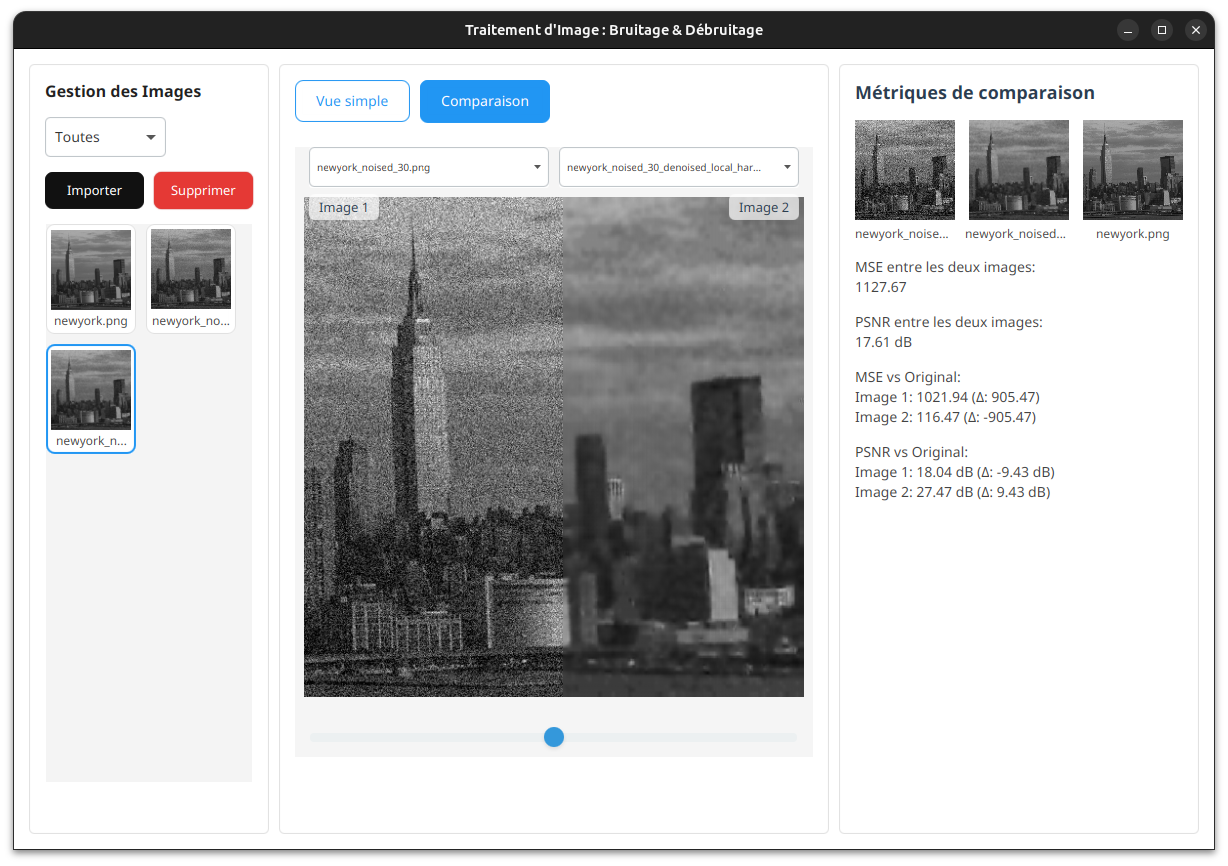 Traitement d'Image : Bruitage & Débruitage
Gestion des Images
Toutes
Importer
Supprimer
newyork.png
newyork_no...
newyork_n...
Vue simple
Comparaison
newyork_noised_30.png
newyork_noised_30_denoised_local_har...
Image 1
Image 2
Métriques de comparaison
newyork_noise...
newyork_noised...
newyork.png
MSE entre les deux images:
1127.67
PSNR entre les deux images:
17.61 dB
MSE vs Original:
Image 1: 1021.94 (Δ: 905.47)
Image 2: 116.47 (Δ: -905.47)
PSNR vs Original:
Image 1: 18.04 dB (Δ: -9.43 dB)
Image 2: 27.47 dB (Δ: 9.43 dB)